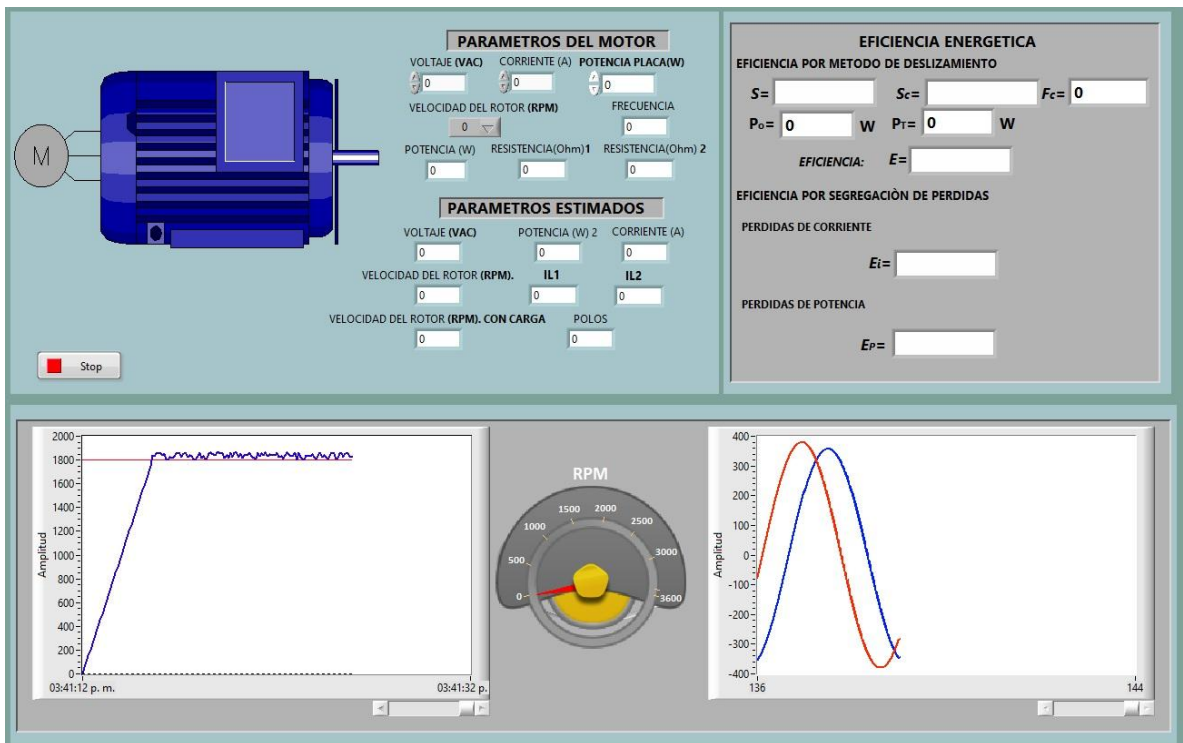 PARAMETROS DEL MOTOR
VOLTAJE (VAC) CORRIENTE (A) POTENCIA PLACA(W)
0 0 0
VELOCIDAD DEL ROTOR (RPM) FRECUENCIA
0 0
POTENCIA (W) RESISTENCIA(Ohm)1 RESISTENCIA(Ohm) 2
0 0 0
M
PARAMETROS ESTIMADOS
VOLTAJE (VAC) POTENCIA (W) 2 CORRIENTE (A)
0 0 0
VELOCIDAD DEL ROTOR (RPM). IL1 IL2
0 0 0
VELOCIDAD DEL ROTOR (RPM). CON CARGA POLOS
0 0
Stop
EFICIENCIA ENERGETICA
EFICIENCIA POR METODO DE DESLIZAMIENTO
S= Sc= Fc= 0
Po= 0 W PT= 0 W
EFICIENCIA: E=
EFICIENCIA POR SEGREGACIÒN DE PERDIDAS
PERDIDAS DE CORRIENTE
Ei=
PERDIDAS DE POTENCIA
EP=
Amplitud
2000
1800
1600
1400
1200
1000
800
600
400
200
0
03:41:12 p. m. 03:41:32 p.
RPM
0
500
1000
1500
2000
2500
3000
3600
Amplitud
400
300
200
100
0
-100
-200
-300
-400
136 144